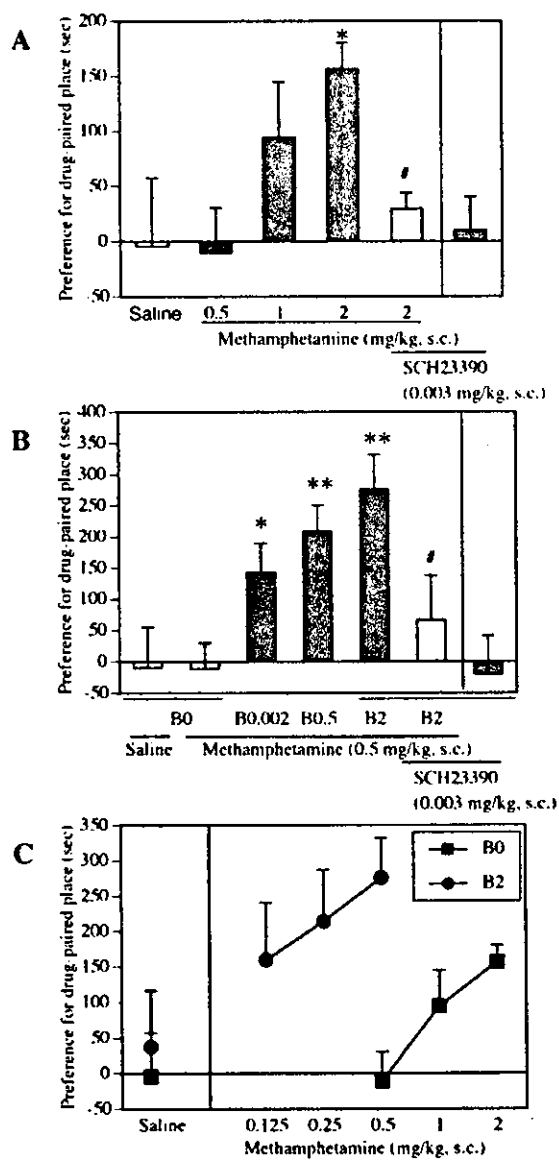 A
Preference for drug-paired place (sec)
200
150
100
50
0
-50
*
#
Saline 0.5 1 2 2
Methamphetamine (mg/kg, s.c.)
SCH23390
(0.003 mg/kg, s.c.)
B
Preference for drug-paired place (sec)
400
350
300
250
200
150
100
50
0
-50
*
**
**
#
B0 B0.002 B0.5 B2 B2
Saline Methamphetamine (0.5 mg/kg, s.c.)
SCH23390
(0.003 mg/kg, s.c.)
C
Preference for drug-paired place (sec)
350
300
250
200
150
100
50
0
-50
B0
B2
Saline 0.125 0.25 0.5 1 2
Methamphetamine (mg/kg, s.c.)